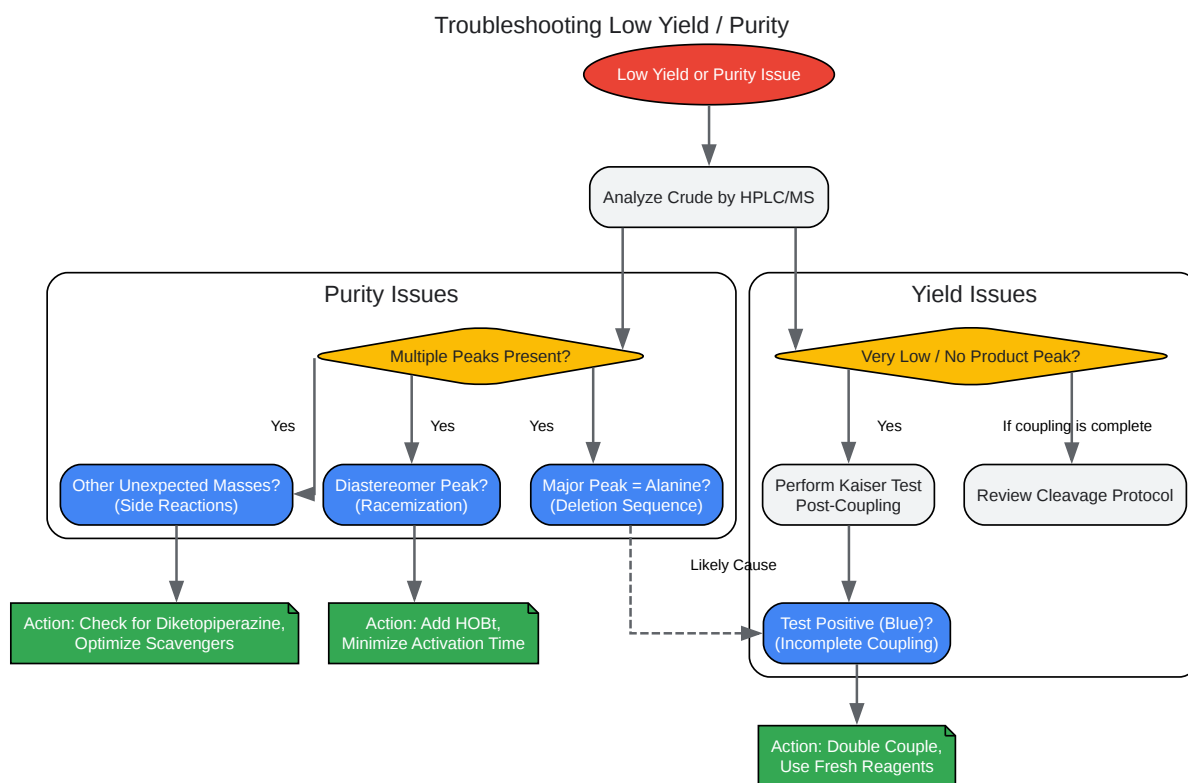 Troubleshooting Low Yield / Purity
Low Yield or Purity Issue
Analyze Crude by HPLC/MS
Purity Issues
Yield Issues
Multiple Peaks Present?
Very Low / No Product Peak?
Yes
Yes
Yes
Yes
If coupling is complete
Other Unexpected Masses?
(Side Reactions)
Diastereomer Peak?
(Racemization)
Major Peak = Alanine?
(Deletion Sequence)
Perform Kaiser Test
Post-Coupling
Review Cleavage Protocol
Likely Cause
Action: Check for Diketopiperazine,
Optimize Scavengers
Action: Add HOBt,
Minimize Activation Time
Test Positive (Blue)?
(Incomplete Coupling)
Action: Double Couple,
Use Fresh Reagents